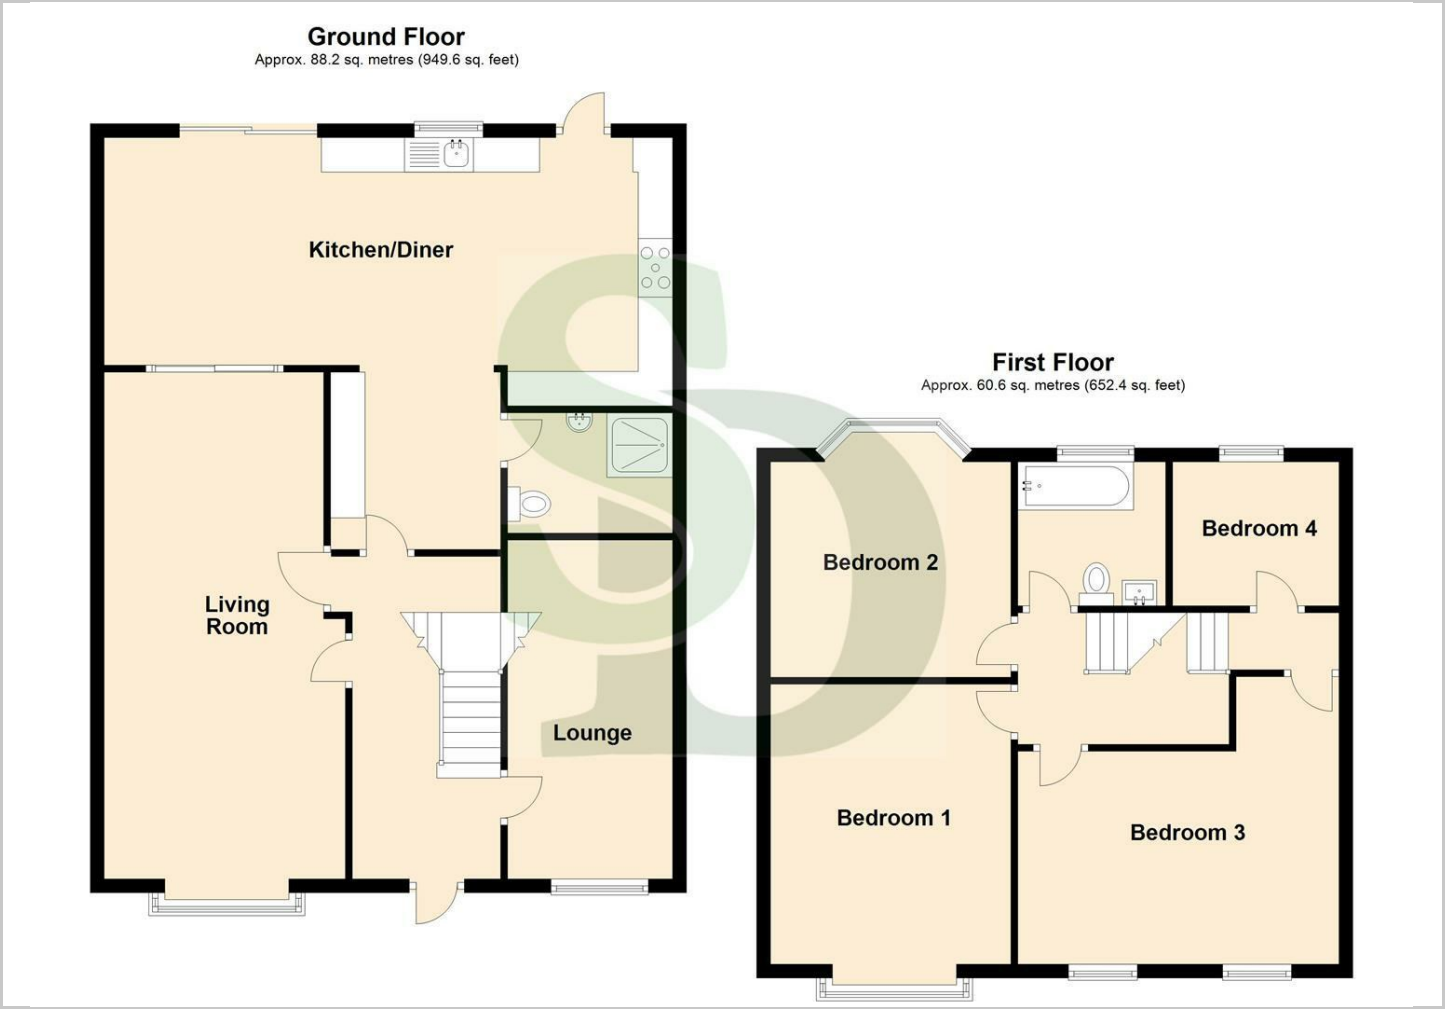 Ground Floor
Approx. 88.2 sq. metres (949.6 sq. feet)
Kitchen/Diner
Living
Room
Lounge
First Floor
Approx. 60.6 sq. metres (652.4 sq. feet)
Bedroom 2
Bedroom 4
Bedroom 1
Bedroom 3
SD